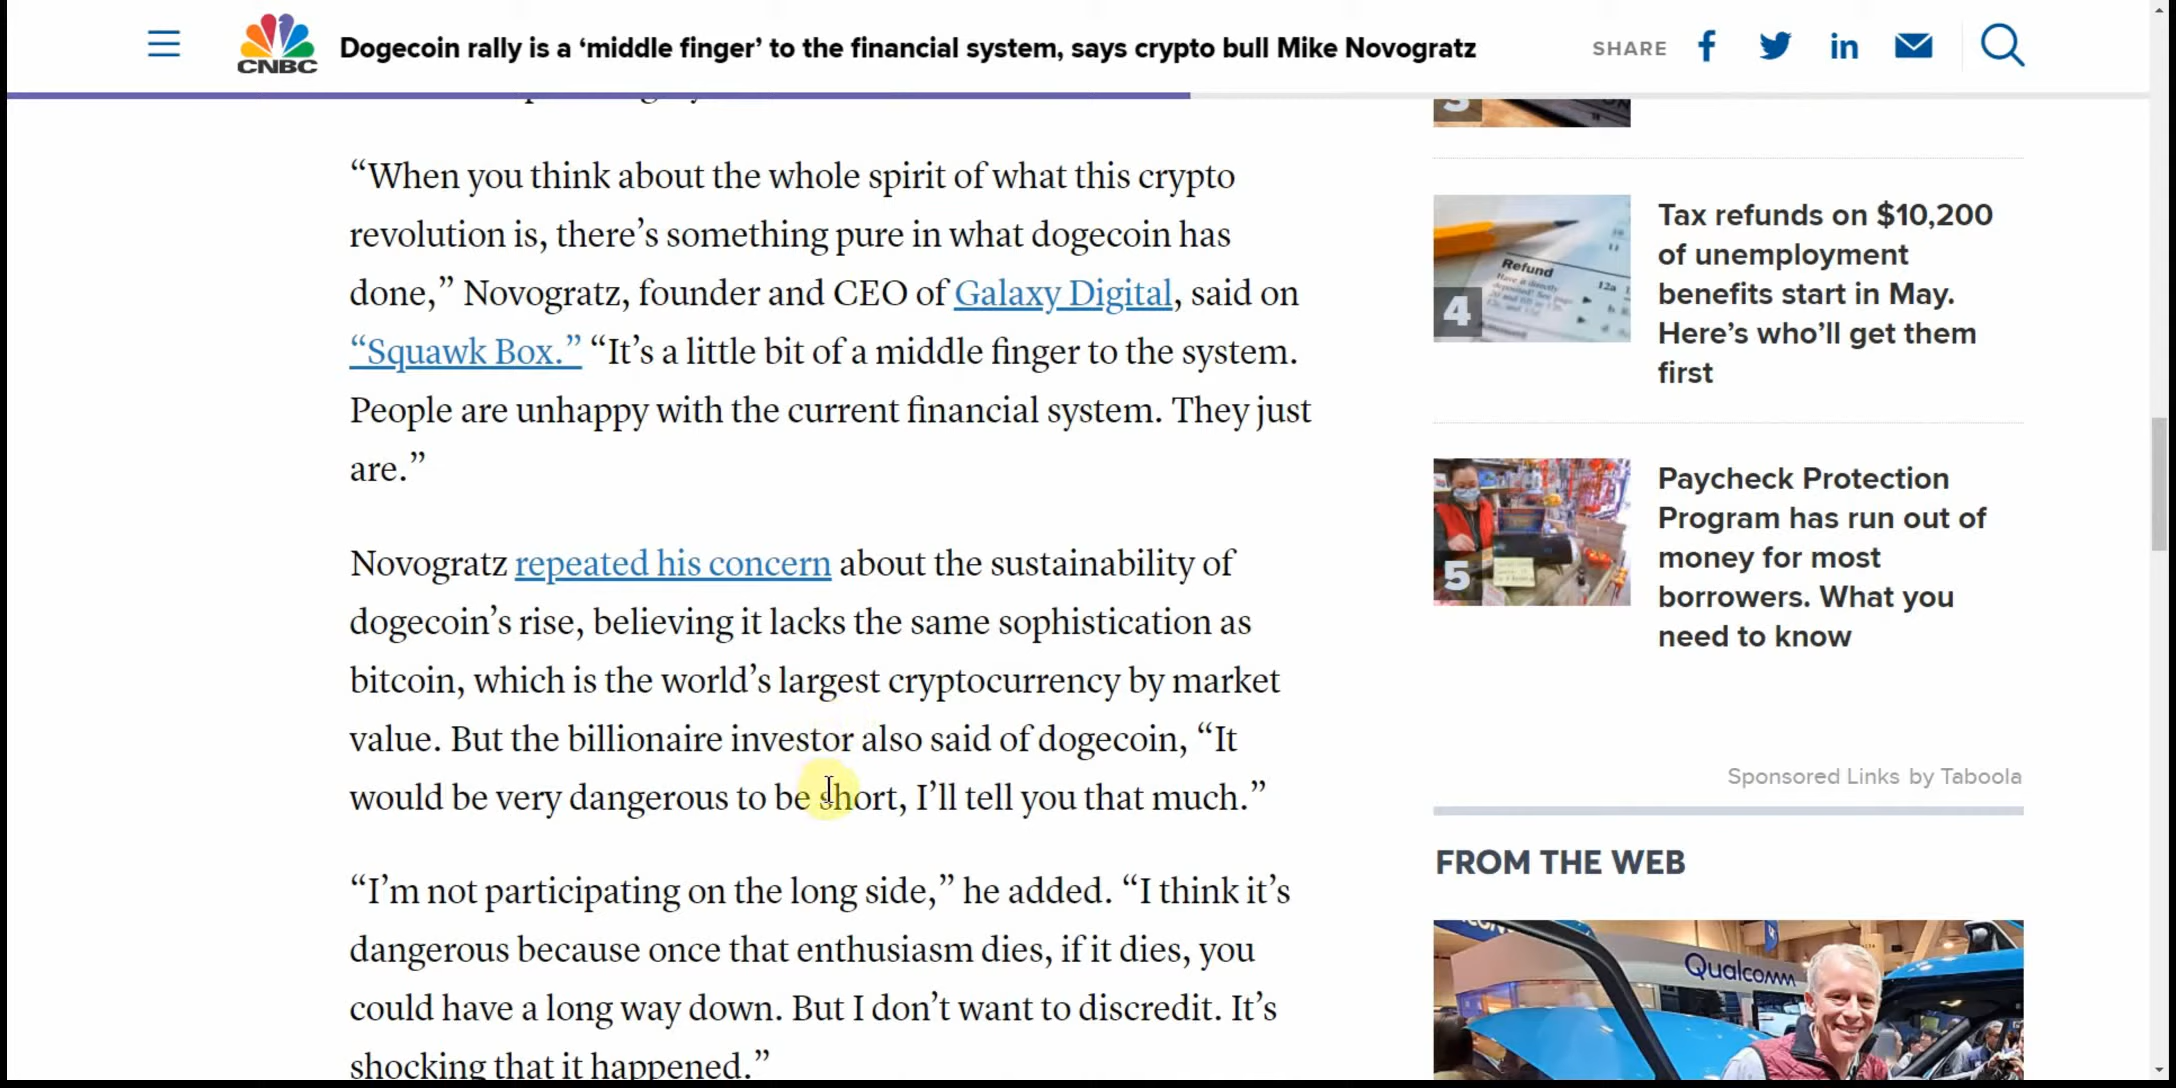 CNBC
Dogecoin rally is a ‘middle finger’ to the financial system, says crypto bull Mike Novogratz
SHARE
“When you think about the whole spirit of what this crypto
revolution is, there’s something pure in what dogecoin has
done,” Novogratz, founder and CEO of Galaxy Digital, said on
“Squawk Box.” “It’s a little bit of a middle finger to the system.
People are unhappy with the current financial system. They just
are.”
Novogratz repeated his concern about the sustainability of
dogecoin’s rise, believing it lacks the same sophistication as
bitcoin, which is the world’s largest cryptocurrency by market
value. But the billionaire investor also said of dogecoin, “It
would be very dangerous to be short, I’ll tell you that much.”
“I’m not participating on the long side,” he added. “I think it’s
dangerous because once that enthusiasm dies, if it dies, you
could have a long way down. But I don’t want to discredit. It’s
shocking that it happened.”
3
4
Refund
12a
Tax refunds on $10,200
of unemployment
benefits start in May.
Here’s who’ll get them
first
5
Paycheck Protection
Program has run out of
money for most
borrowers. What you
need to know
Sponsored Links by Taboola
FROM THE WEB
Qualcomm